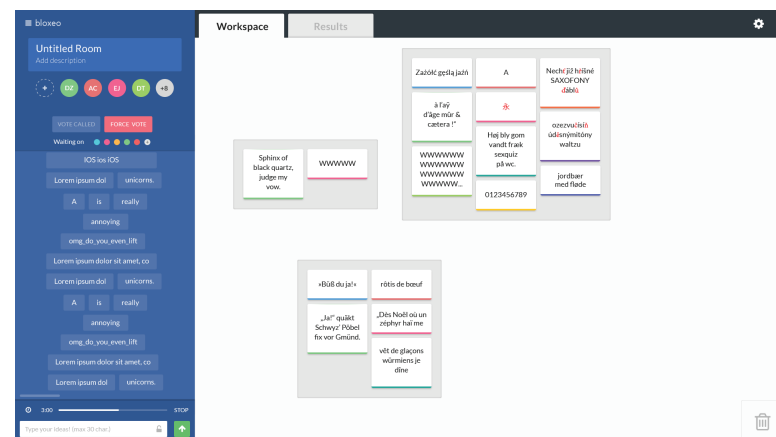 bloxeo
Workspace
Results
Untitled Room
Add description
+
DZ
AC
EJ
DT
+8
VOTE CALLED
FORCE VOTE
Waiting on
IOS ios iOS
Lorem ipsum dol
unicorns.
A
is
really
annoying
omg_do_you_even_lift
Lorem ipsum dolor sit amet, co
Lorem ipsum dol
unicorns.
A
is
really
annoying
omg_do_you_even_lift
Lorem ipsum dolor sit amet, co
Lorem ipsum dol
unicorns.
3:00
STOP
Type your ideas! (max 30 char.)
Sphinx of
black quartz,
judge my
vow.
WWWWW
Zażółć gęślą jaźń
à l'aÿ
d'âge mûr &
cætera !"
WWWWWW
WWWWWW
WWWWWW
WWWWW...
A
Høj bly gom
vandt fræk
sexquiz
på wc.
0123456789
Nechť již hříšné
SAXOFONY
ďáblů
ozezvučísíň
úděsnýmitóny
waltzu
jordbær
med fløde
»Büß du ja!«
„Ja!" quäkt
Schwyz' Pöbel
fix vor Gmünd.
rôtis de bœuf
„Dès Noël où un
zéphyr haï me
vêt de glaçons
würmiens je
dîne